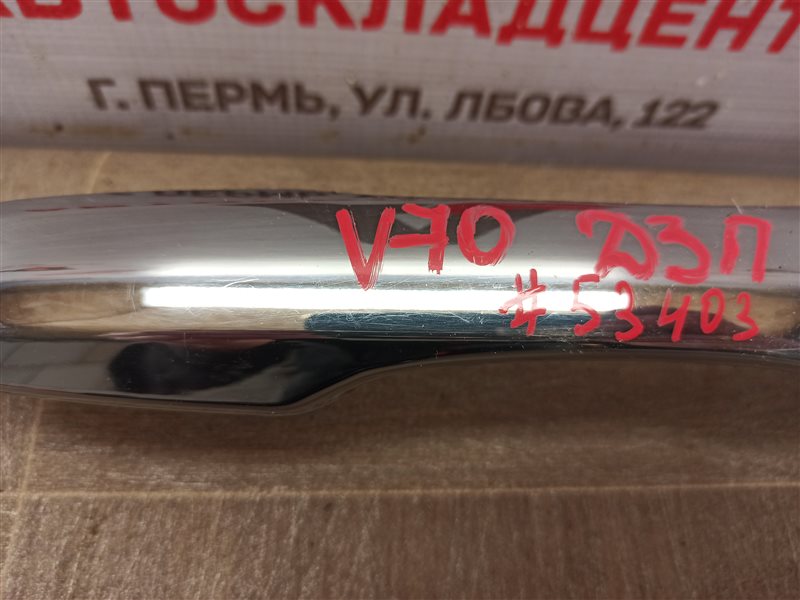 АВТОСКЛАДЦЕНТ
Г. ПЕРМЬ, УЛ. ЛБОВА, 122
V70 ДЗП
#53403